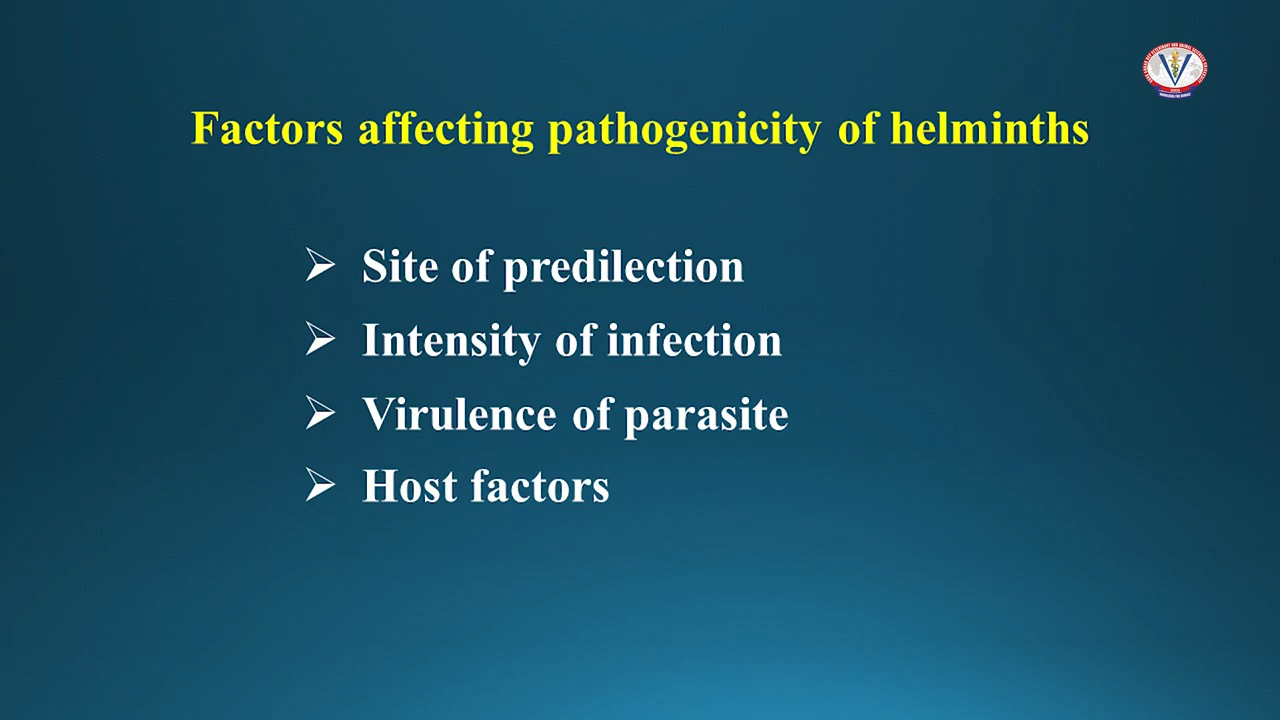 Factors affecting pathogenicity of helminths
➢ Site of predilection
➢ Intensity of infection
➢ Virulence of parasite
➢ Host factors